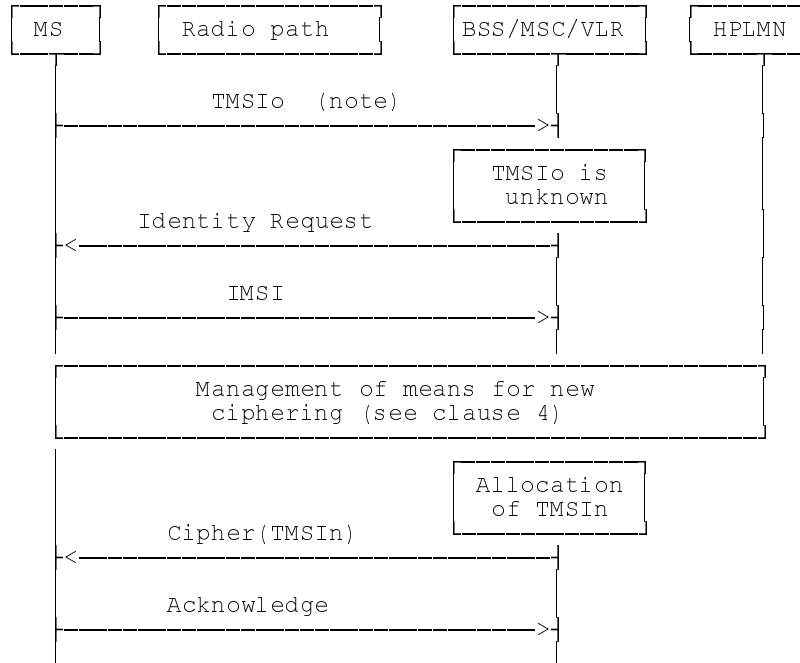 MS Radio path BSS/MSC/VLR HPLMN
TMSIo (note)
TMSIo is
unknown
Identity Request
IMSI
Management of means for new
ciphering (see clause 4)
Allocation
of TMSIn
Cipher(TMSIn)
Acknowledge